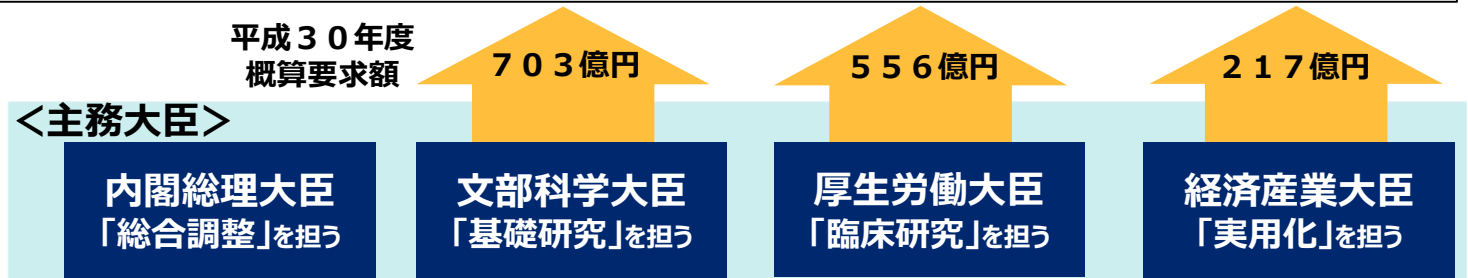 平成３０年度
概算要求額
７０３億円
５５６億円
２１７億円
＜主務大臣＞
内閣総理大臣
「総合調整」を担う
文部科学大臣
「基礎研究」を担う
厚生労働大臣
「臨床研究」を担う
経済産業大臣
「実用化」を担う